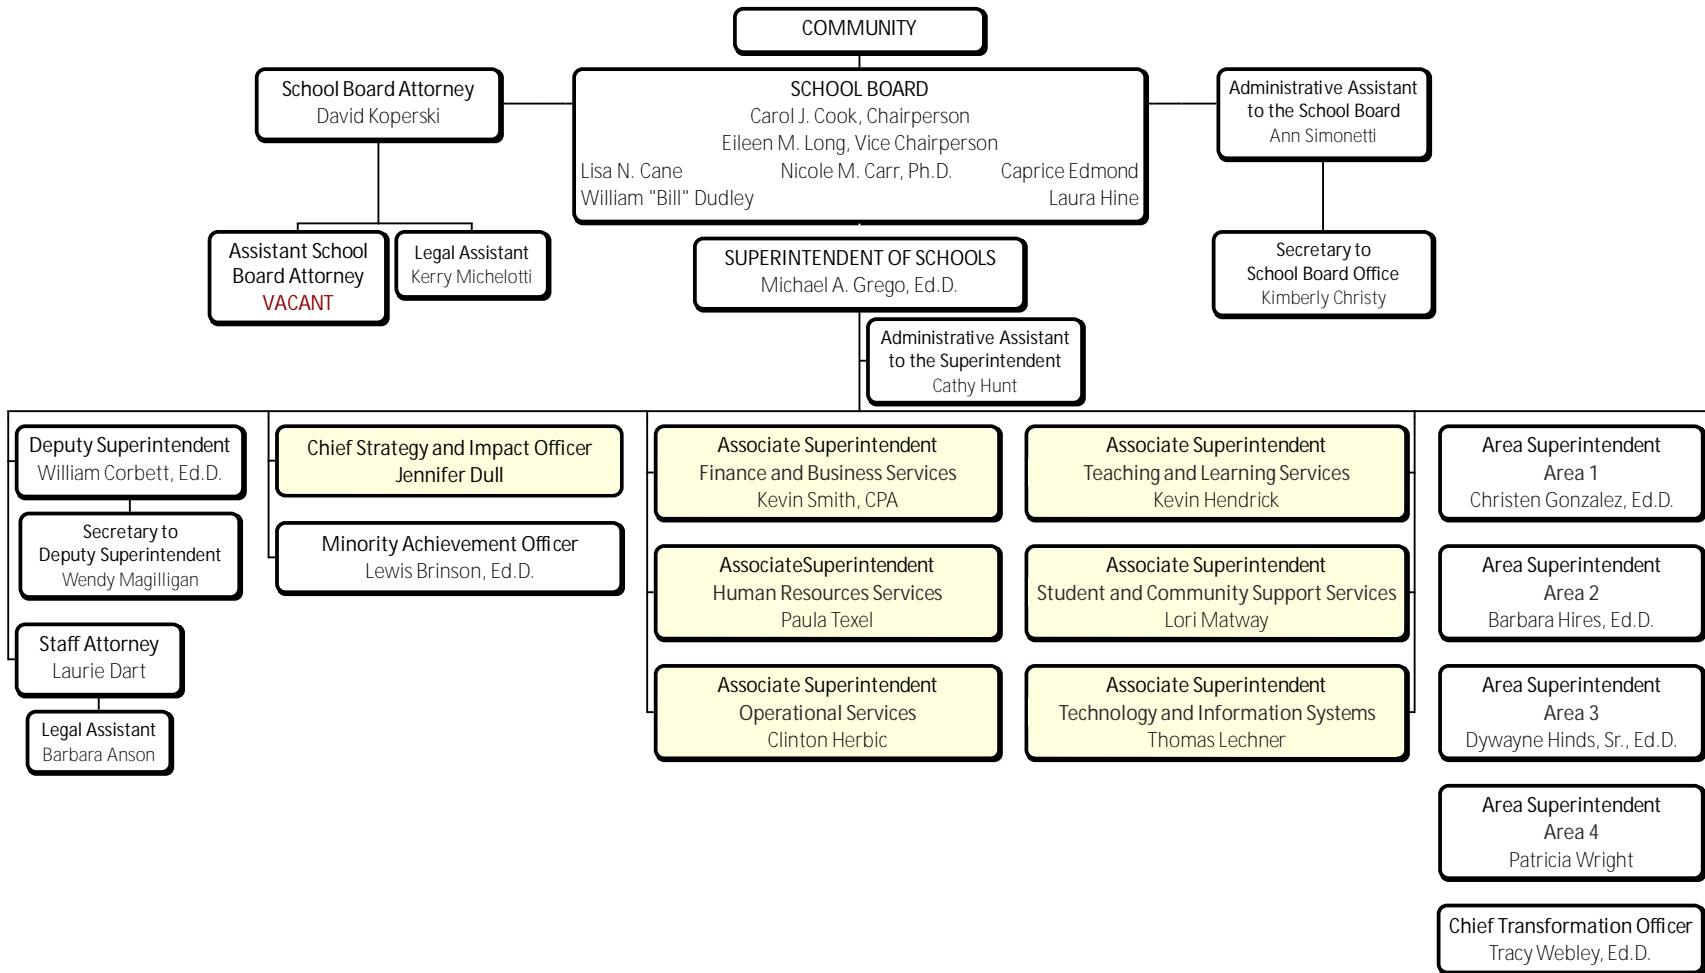 COMMUNITY
School Board Attorney
David Koperski
SCHOOL BOARD
Carol J. Cook, Chairperson
Eileen M. Long, Vice Chairperson
Lisa N. Cane Nicole M. Carr, Ph.D. Caprice Edmond
William "Bill" Dudley Laura Hine
Administrative Assistant
to the School Board
Ann Simonetti
Assistant School
Board Attorney
VACANT
Legal Assistant
Kerry Michelotti
SUPERINTENDENT OF SCHOOLS
Michael A. Grego, Ed.D.
Secretary to
School Board Office
Kimberly Christy
Administrative Assistant
to the Superintendent
Cathy Hunt
Deputy Superintendent
William Corbett, Ed.D.
Secretary to
Deputy Superintendent
Wendy Magilligan
Staff Attorney
Laurie Dart
Legal Assistant
Barbara Anson
Chief Strategy and Impact Officer
Jennifer Dull
Minority Achievement Officer
Lewis Brinson, Ed.D.
Associate Superintendent
Finance and Business Services
Kevin Smith, CPA
AssociateSuperintendent
Human Resources Services
Paula Texel
Associate Superintendent
Operational Services
Clinton Herbic
Associate Superintendent
Teaching and Learning Services
Kevin Hendrick
Associate Superintendent
Student and Community Support Services
Lori Matway
Associate Superintendent
Technology and Information Systems
Thomas Lechner
Area Superintendent
Area 1
Christen Gonzalez, Ed.D.
Area Superintendent
Area 2
Barbara Hires, Ed.D.
Area Superintendent
Area 3
Dywayne Hinds, Sr., Ed.D.
Area Superintendent
Area 4
Patricia Wright
Chief Transformation Officer
Tracy Webley, Ed.D.